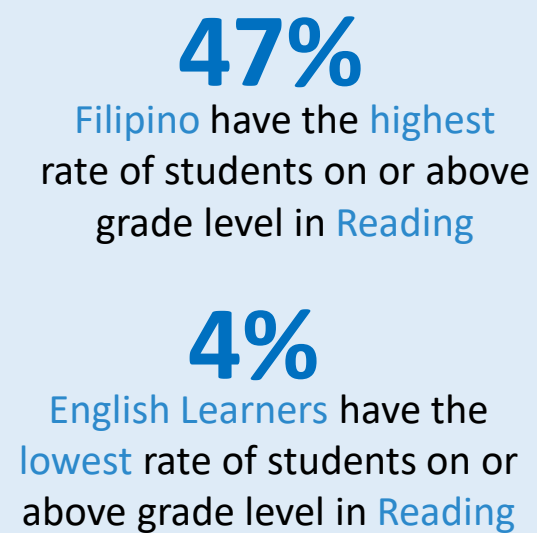 47%
Filipino have the highest
rate of students on or above
grade level in Reading
4%
English Learners have the
lowest rate of students on or
above grade level in Reading